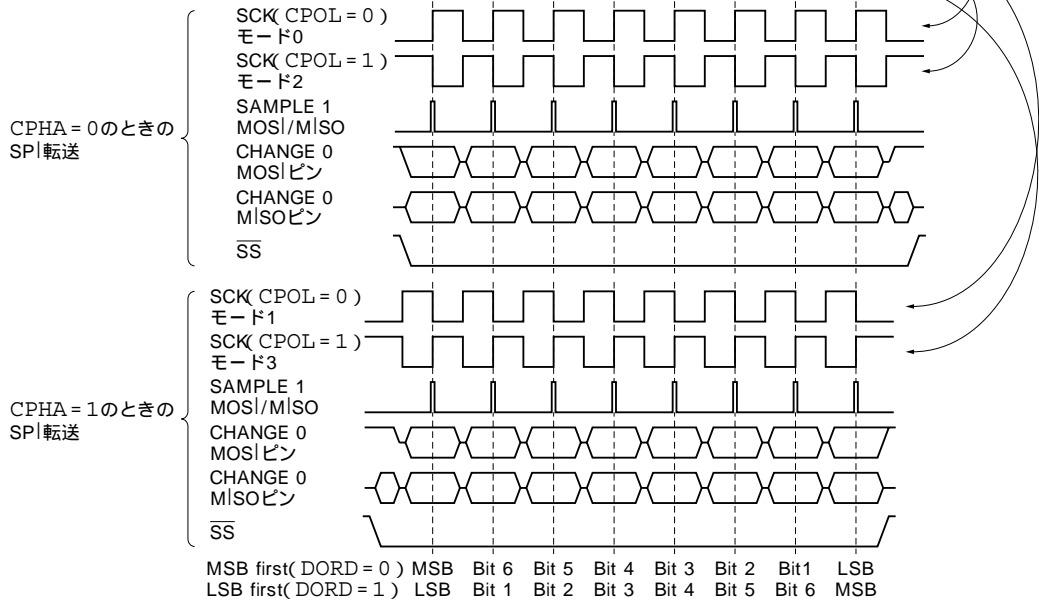 SCK(CPOL=0)
モード0
SCK(CPOL=1)
モード2
SAMPLE 1
MOSI/MISO
CPHA=0のときの
SPI転送
CHANGE 0
MOSIピン
CHANGE 0
MISOピン
SS
SCK(CPOL=0)
モード1
SCK(CPOL=1)
モード3
SAMPLE 1
MOSI/MISO
CPHA=1のときの
SPI転送
CHANGE 0
MOSIピン
CHANGE 0
MISOピン
SS
MSB first(DORD=0) MSB Bit 6 Bit 5 Bit 4 Bit 3 Bit 2 Bit1 LSB
LSB first(DORD=1) LSB Bit 1 Bit 2 Bit 3 Bit 4 Bit 5 Bit 6 MSB